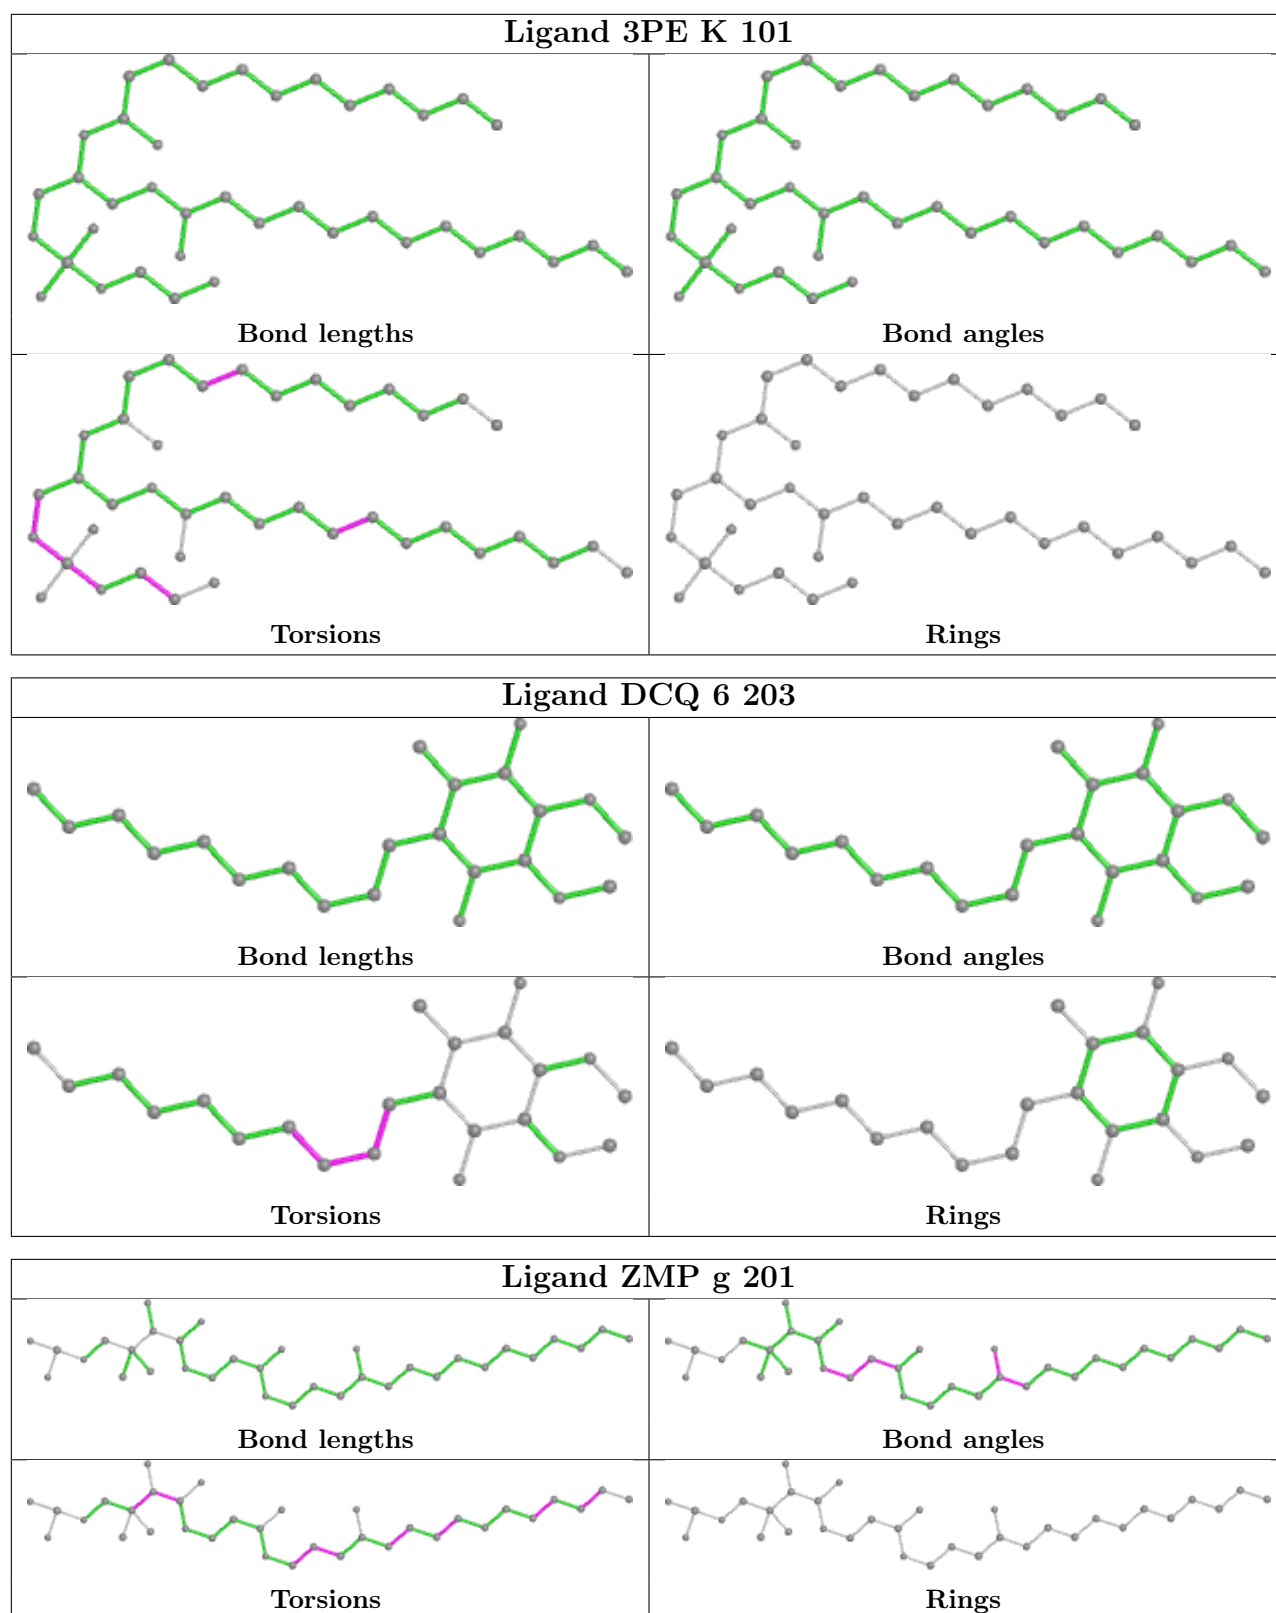 Ligand 3PE K 101
Bond lengths
Bond angles
Torsions
Rings
Ligand DCQ 6 203
Bond lengths
Bond angles
Torsions
Rings
Ligand ZMP g 201
Bond lengths
Bond angles
Torsions
Rings